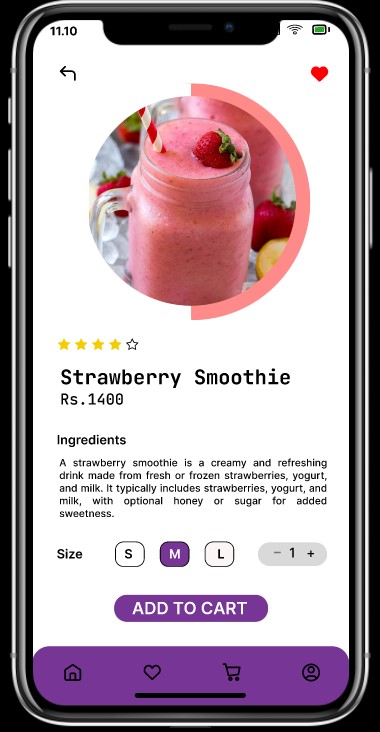 11.10
Strawberry Smoothie
Rs.1400
Ingredients
A strawberry smoothie is a creamy and refreshing
drink made from fresh or frozen strawberries, yogurt,
and milk. It typically includes strawberries, yogurt, and
milk, with optional honey or sugar for added
sweetness.
Size S M L − 1 +
ADD TO CART